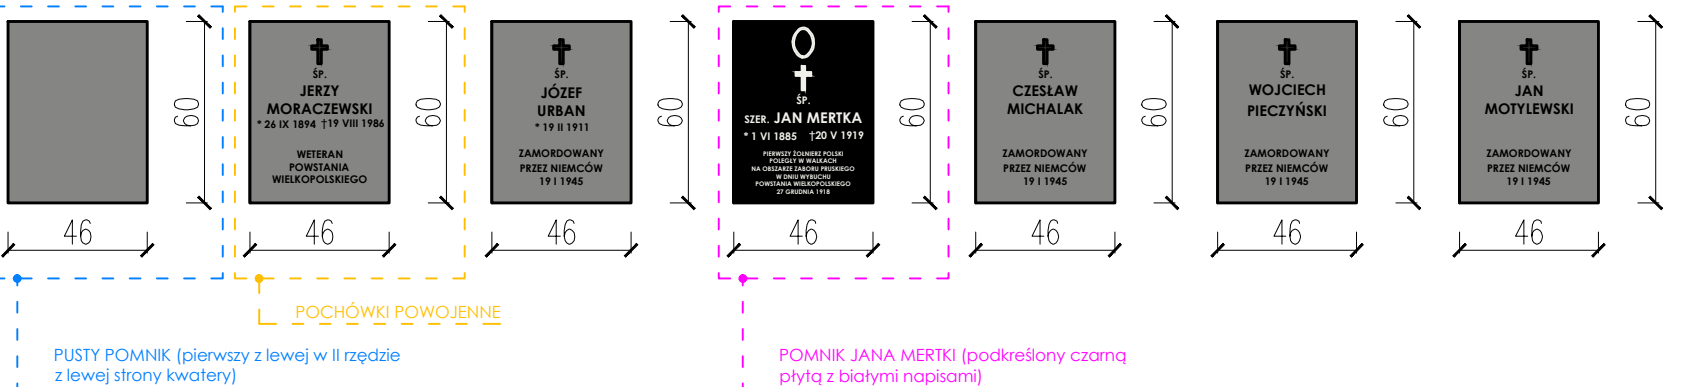 60
46
ŚP.
JERZY
MORACZEWSKI
* 26 IX 1894 †19 VIII 1986
WETERAN
POWSTANIA
WIELKOPOLSKIEGO
60
46
ŚP.
JÓZEF
URBAN
* 19 II 1911
ZAMORDOWANY
PRZEZ NIEMCÓW
19 I 1945
60
46
ŚP.
SZER. JAN MERTKA
* 1 VI 1885 †20 V 1919
PIERWSZY ŻOŁNIERZ POLSKI
POLEGŁY W WALKACH
NA OBSZARZE ZABORU PRUSKIEGO
W DNIU WYBUCHU
POWSTANIA WIELKOPOLSKIEGO
27 GRUDNIA 1918
60
46
ŚP.
CZESŁAW
MICHALAK
ZAMORDOWANY
PRZEZ NIEMCÓW
19 I 1945
60
46
ŚP.
WOJCIECH
PIECZYŃSKI
ZAMORDOWANY
PRZEZ NIEMCÓW
19 I 1945
60
46
ŚP.
JAN
MOTYLEWSKI
ZAMORDOWANY
PRZEZ NIEMCÓW
19 I 1945
60
46
POCHÓWKI POWOJENNE
PUSTY POMNIK (pierwszy z lewej w II rzędzie
z lewej strony kwatery)
POMNIK JANA MERTKI (podkreślony czarną
płytą z białymi napisami)